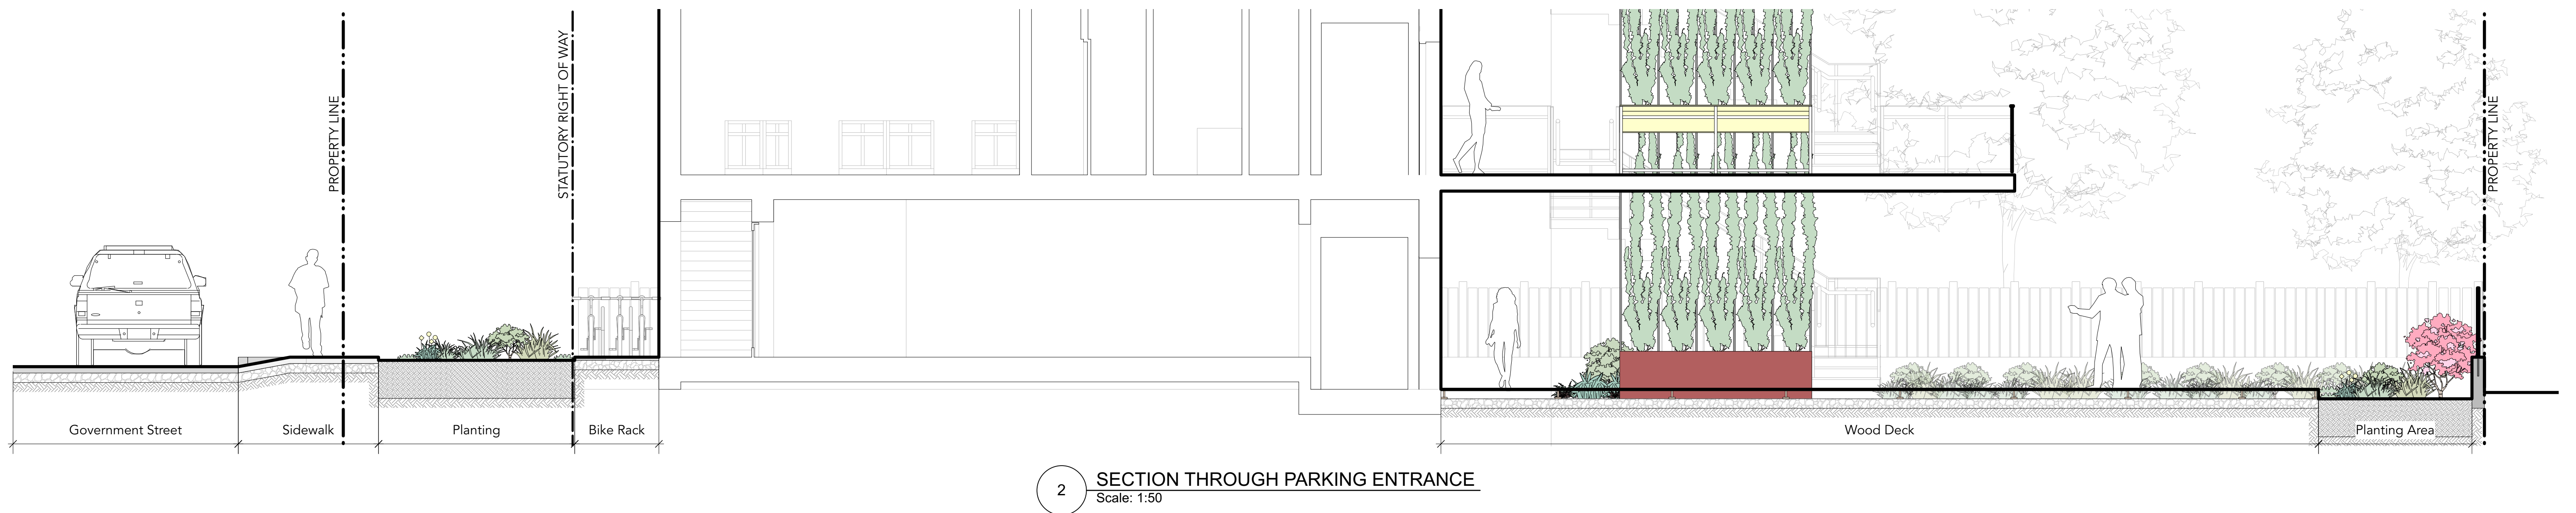 PROPERTY LINE
STATUTORY RIGHT OF WAY
PROPERTY LINE
Government Street
Sidewalk
Planting
Bike Rack
Wood Deck
Planting Area
2
SECTION THROUGH PARKING ENTRANCE
Scale: 1:50